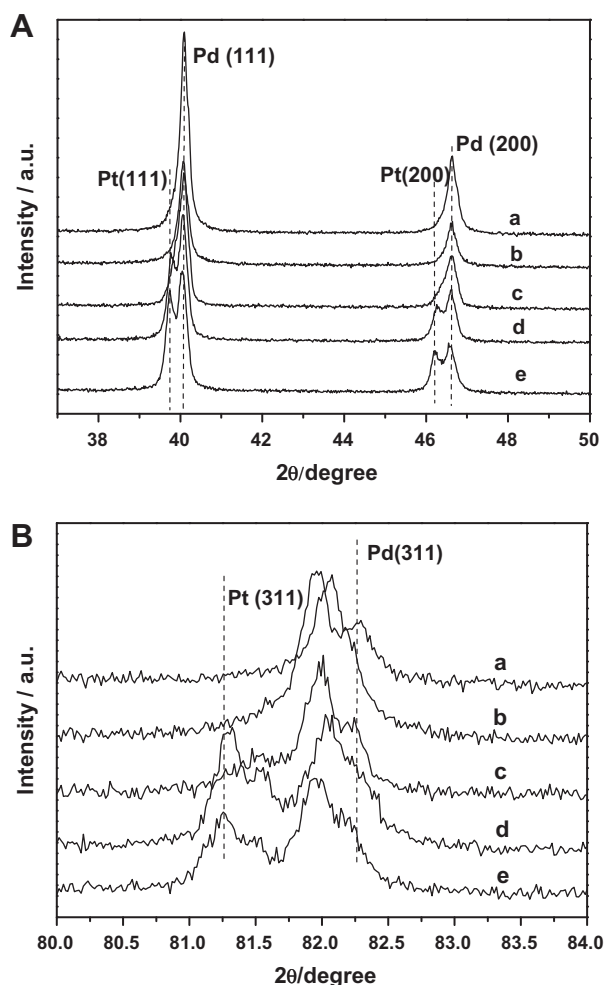 A
Pd (111)
Pt(111)
Pt(200)
Pd (200)
a
b
c
d
e
Intensity / a.u.
38 40 42 44 46 48 50
2θ/degree
B
Pd(311)
Pt (311)
a
b
c
d
e
Intensity / a.u.
80.0 80.5 81.0 81.5 82.0 82.5 83.0 83.5 84.0
2θ/degree